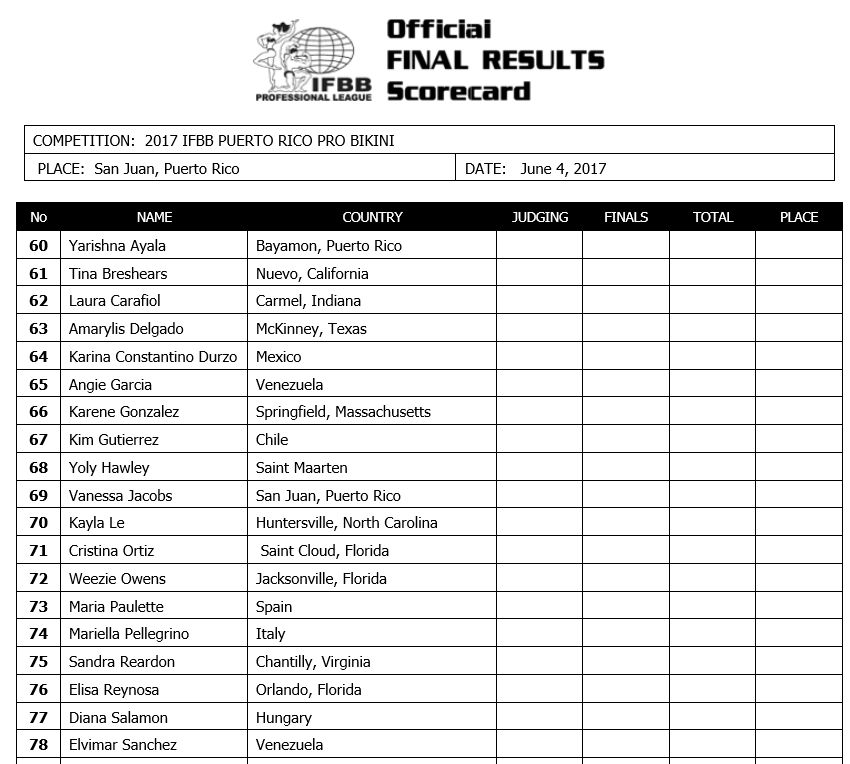 Official
FINAL RESULTS
Scorecard
IFBB
PROFESSIONAL LEAGUE
COMPETITION: 2017 IFBB PUERTO RICO PRO BIKINI
PLACE: San Juan, Puerto Rico DATE: June 4, 2017
No NAME COUNTRY JUDGING FINALS TOTAL PLACE
60 Yarishna Ayala Bayamon, Puerto Rico
61 Tina Breshears Nuevo, California
62 Laura Carafiol Carmel, Indiana
63 Amarylis Delgado McKinney, Texas
64 Karina Constantino Durzo Mexico
65 Angie Garcia Venezuela
66 Karene Gonzalez Springfield, Massachusetts
67 Kim Gutierrez Chile
68 Yoly Hawley Saint Maarten
69 Vanessa Jacobs San Juan, Puerto Rico
70 Kayla Le Huntersville, North Carolina
71 Cristina Ortiz Saint Cloud, Florida
72 Weezie Owens Jacksonville, Florida
73 Maria Paulette Spain
74 Mariella Pellegrino Italy
75 Sandra Reardon Chantilly, Virginia
76 Elisa Reynosa Orlando, Florida
77 Diana Salamon Hungary
78 Elvimar Sanchez Venezuela